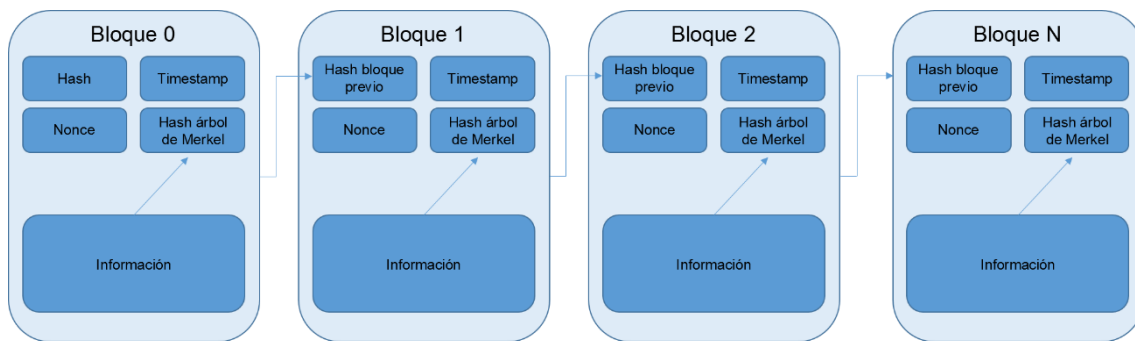 Bloque 0
Hash
Timestamp
Nonce
Hash árbol
de Merkel
Información
Bloque 1
Hash bloque
previo
Timestamp
Nonce
Hash árbol
de Merkel
Información
Bloque 2
Hash bloque
previo
Timestamp
Nonce
Hash árbol
de Merkel
Información
Bloque N
Hash bloque
previo
Timestamp
Nonce
Hash árbol
de Merkel
Información